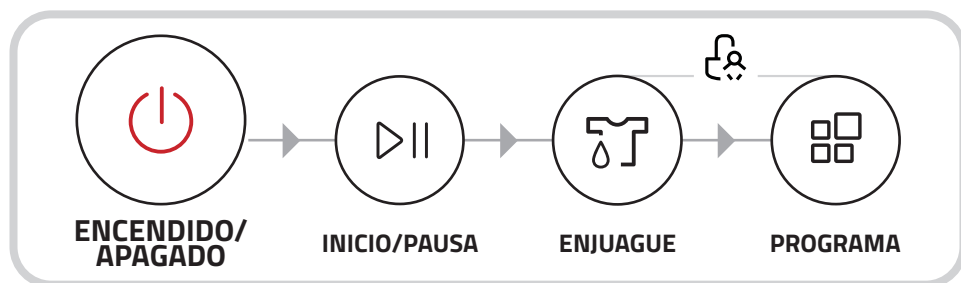 ENCENDIDO/
APAGADO
INICIO/PAUSA
ENJUAGUE
PROGRAMA